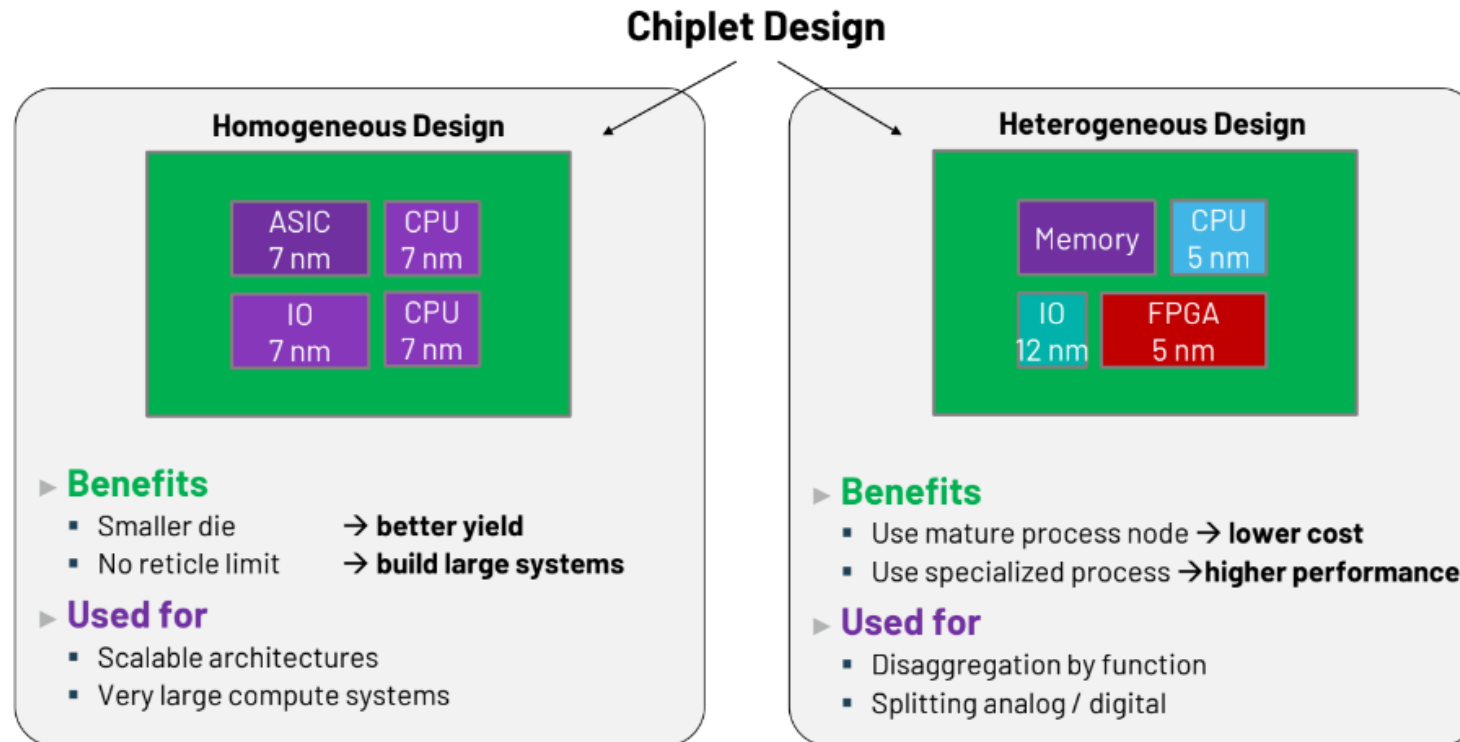 Chiplet Design
Homogeneous Design
ASIC
7 nm
CPU
7 nm
IO
7 nm
CPU
7 nm
Benefits
▪ Smaller die → better yield
▪ No reticle limit → build large systems
Used for
▪ Scalable architectures
▪ Very large compute systems
Heterogeneous Design
Memory
CPU
5 nm
IO
12 nm
FPGA
5 nm
Benefits
▪ Use mature process node → lower cost
▪ Use specialized process →higher performance
Used for
▪ Disaggregation by function
▪ Splitting analog / digital